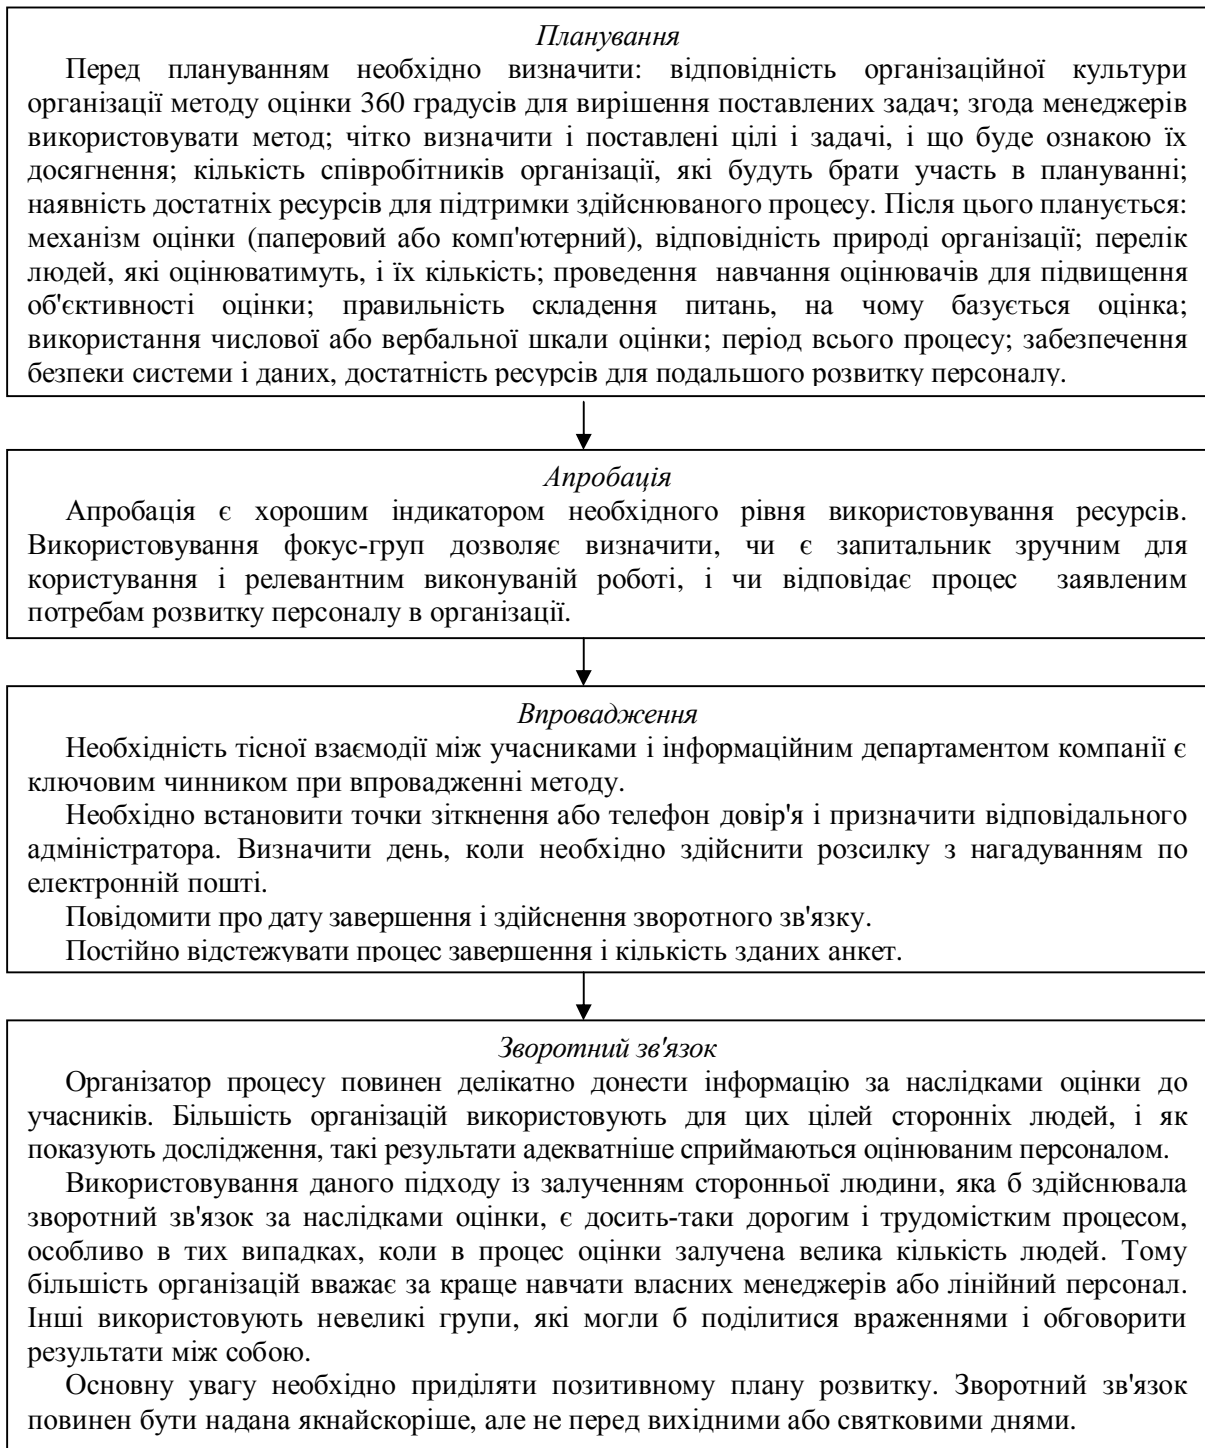 Планування
Перед плануванням необхідно визначити: відповідність організаційної культури
організації методу оцінки 360 градусів для вирішення поставлених задач; згода менеджерів
використовувати метод; чітко визначити і поставлені цілі і задачі, і що буде ознакою їх
досягнення; кількість співробітників організації, які будуть брати участь в плануванні;
наявність достатніх ресурсів для підтримки здійснюваного процесу. Після цього планується:
механізм оцінки (паперовий або комп'ютерний), відповідність природі організації; перелік
людей, які оцінюватимуть, і їх кількість; проведення навчання оцінювачів для підвищення
об'єктивності оцінки; правильність складення питань, на чому базується оцінка;
використання числової або вербальної шкали оцінки; період всього процесу; забезпечення
безпеки системи і даних, достатність ресурсів для подальшого розвитку персоналу.
Апробація
Апробація є хорошим індикатором необхідного рівня використовування ресурсів.
Використовування фокус-груп дозволяє визначити, чи є запитальник зручним для
користування і релевантним виконуваній роботі, і чи відповідає процес заявленим
потребам розвитку персоналу в організації.
Впровадження
Необхідність тісної взаємодії між учасниками і інформаційним департаментом компанії є
ключовим чинником при впровадженні методу.
Необхідно встановити точки зіткнення або телефон довір'я і призначити відповідального
адміністратора. Визначити день, коли необхідно здійснити розсилку з нагадуванням по
електронній пошті.
Повідомити про дату завершення і здійснення зворотного зв'язку.
Постійно відстежувати процес завершення і кількість зданих анкет.
Зворотний зв'язок
Організатор процесу повинен делікатно донести інформацію за наслідками оцінки до
учасників. Більшість організацій використовують для цих цілей сторонніх людей, і як
показують дослідження, такі результати адекватніше сприймаються оцінюваним персоналом.
Використовування даного підходу із залученням сторонньої людини, яка б здійснювала
зворотний зв'язок за наслідками оцінки, є досить-таки дорогим і трудомістким процесом,
особливо в тих випадках, коли в процес оцінки залучена велика кількість людей. Тому
більшість організацій вважає за краще навчати власних менеджерів або лінійний персонал.
Інші використовують невеликі групи, які могли б поділитися враженнями і обговорити
результати між собою.
Основну увагу необхідно приділяти позитивному плану розвитку. Зворотний зв'язок
повинен бути надана якнайскоріше, але не перед вихідними або святковими днями.